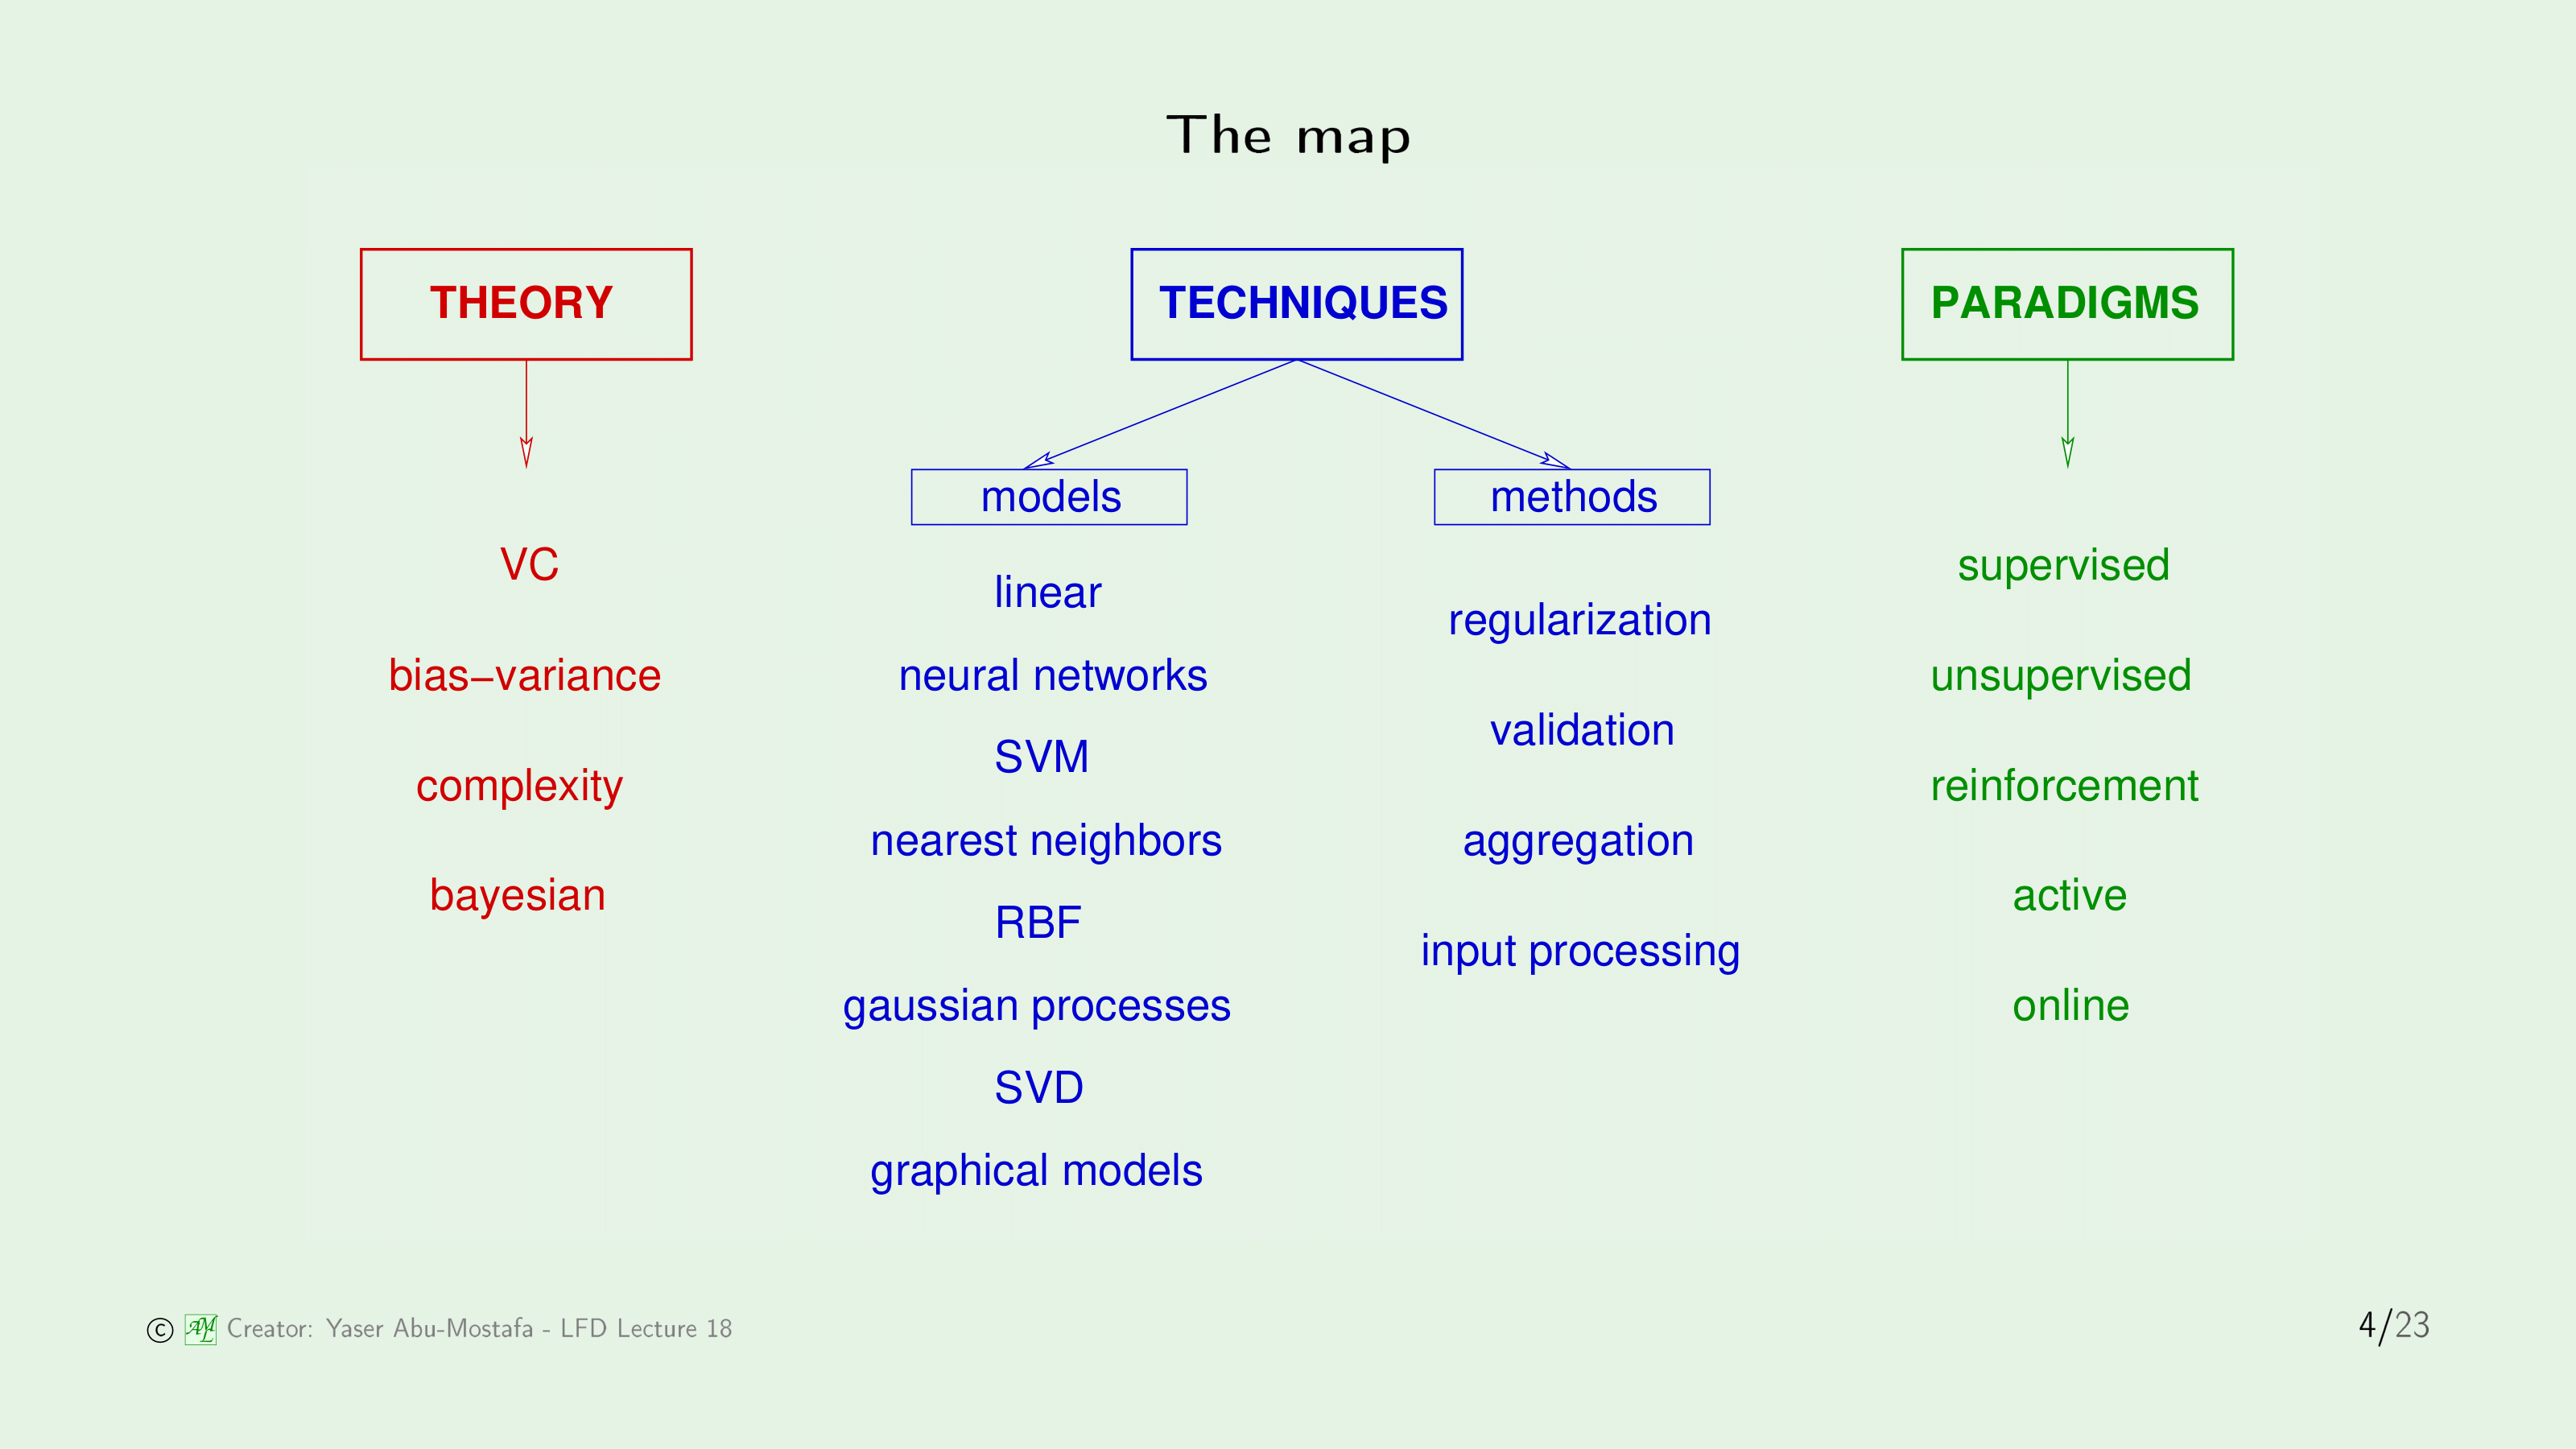 The map
THEORY
VC
bias–variance
complexity
bayesian
TECHNIQUES
models
linear
neural networks
SVM
nearest neighbors
RBF
gaussian processes
SVD
graphical models
methods
regularization
validation
aggregation
input processing
PARADIGMS
supervised
unsupervised
reinforcement
active
online
© AML Creator: Yaser Abu-Mostafa - LFD Lecture 18
4/23